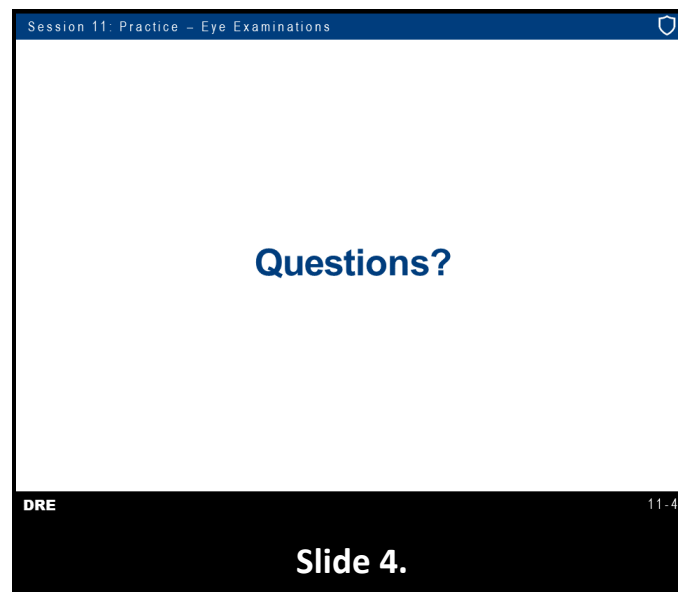 Session 11: Practice – Eye Examinations
Questions?
DRE
11-4
Slide 4.